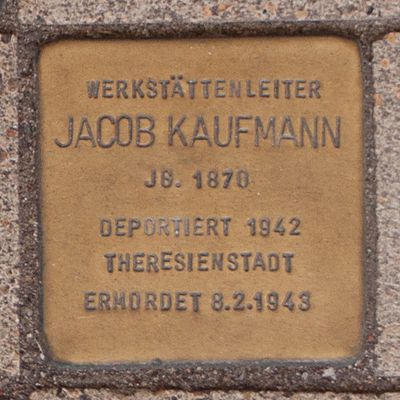 WERKSTÄTTENLEITER
JACOB KAUFMANN
JG. 1870
DEPORTIERT 1942
THERESIENSTADT
ERMORDET 8.2.1943